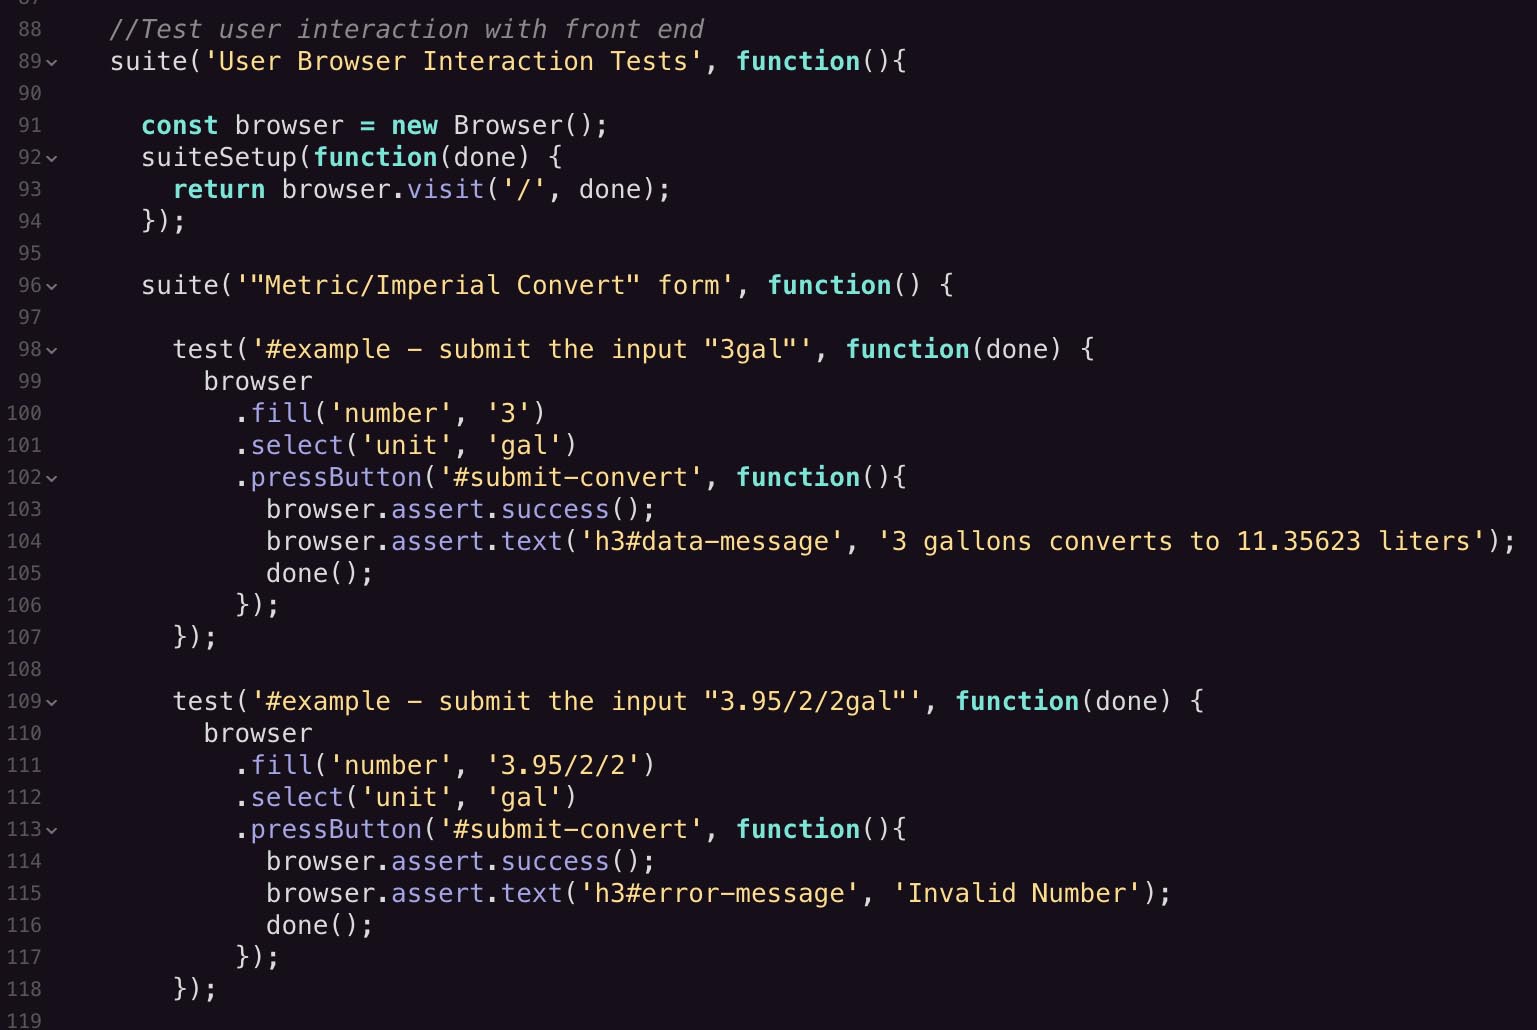 88 //Test user interaction with front end
89 suite('User Browser Interaction Tests', function(){
90
91 const browser = new Browser();
92 suiteSetup(function(done) {
93 return browser.visit('/', done);
94 });
95
96 suite('"Metric/Imperial Convert" form', function() {
97
98 test('#example - submit the input "3gal"', function(done) {
99 browser
100 .fill('number', '3')
101 .select('unit', 'gal')
102 .pressButton('#submit-convert', function(){
103 browser.assert.success();
104 browser.assert.text('h3#data-message', '3 gallons converts to 11.35623 liters');
105 done();
106 });
107 });
108
109 test('#example - submit the input "3.95/2/2gal"', function(done) {
110 browser
111 .fill('number', '3.95/2/2')
112 .select('unit', 'gal')
113 .pressButton('#submit-convert', function(){
114 browser.assert.success();
115 browser.assert.text('h3#error-message', 'Invalid Number');
116 done();
117 });
118 });
119